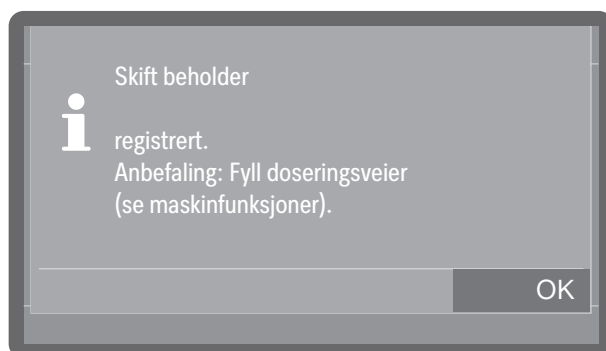 Skift beholder
registrert.
Anbefaling: Fyll doseringsveier
(se maskinfunksjoner).
OK